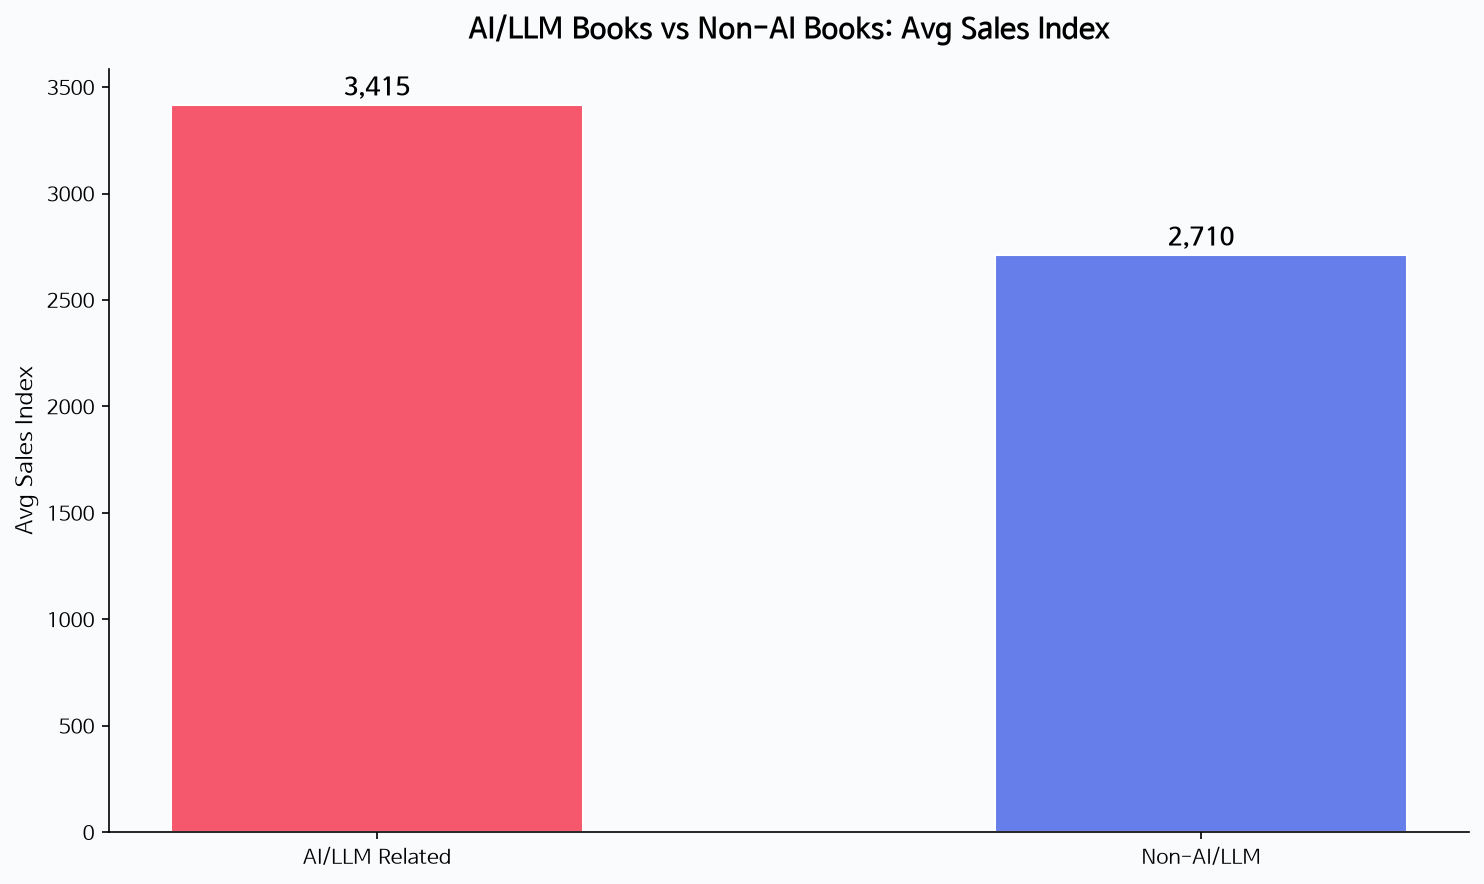 AI/LLM Books vs Non-AI Books: Avg Sales Index
Avg Sales Index
3500
3000
2500
2000
1500
1000
500
0
3,415
2,710
AI/LLM Related
Non-AI/LLM